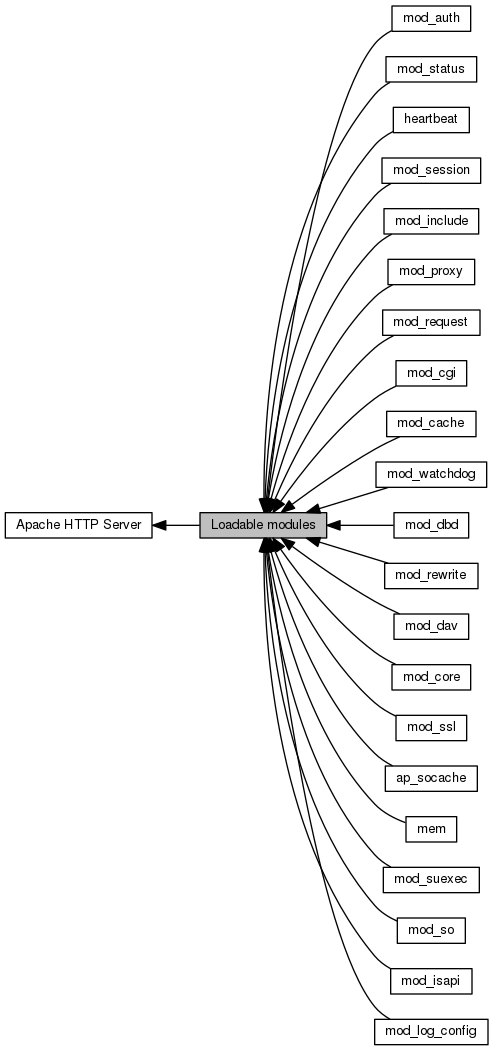 mod_auth
mod_status
heartbeat
mod_session
mod_include
mod_proxy
mod_request
mod_cgi
mod_cache
mod_watchdog
Apache HTTP Server
Loadable modules
mod_dbd
mod_rewrite
mod_dav
mod_core
mod_ssl
ap_socache
mem
mod_suexec
mod_so
mod_isapi
mod_log_config